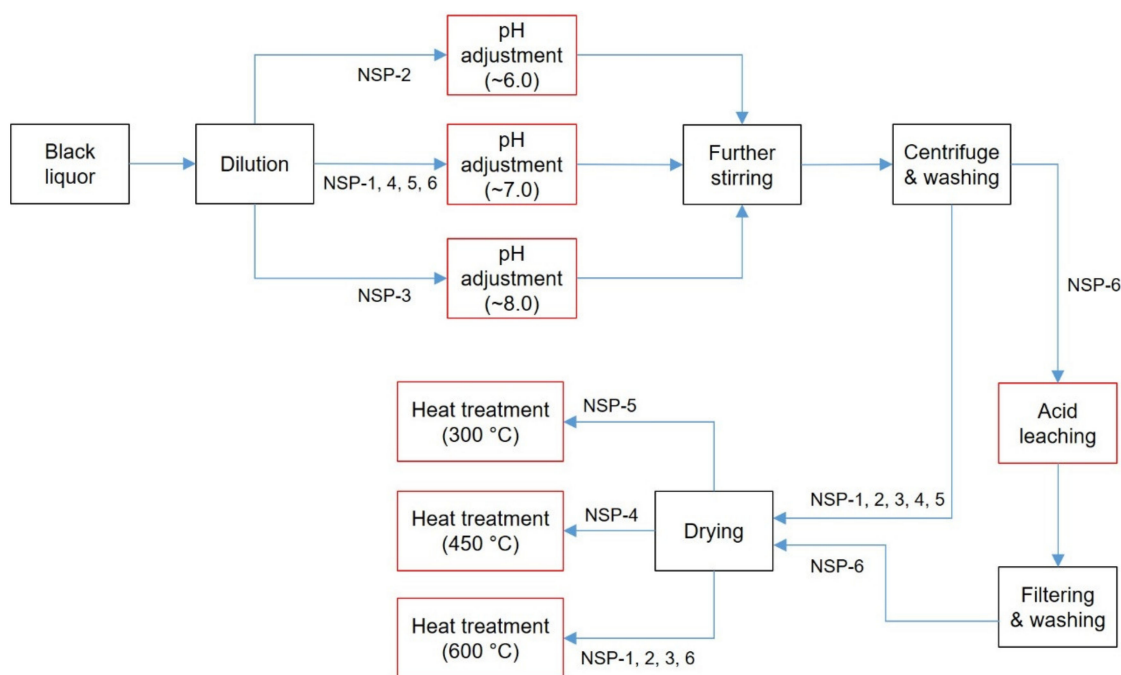 pH
adjustment
(~6.0)
NSP-2
Black
liquor
Dilution
NSP-1, 4, 5, 6
pH
adjustment
(~7.0)
Further
stirring
Centrifuge
& washing
NSP-3
pH
adjustment
(~8.0)
NSP-6
Acid
leaching
Filtering
& washing
NSP-1, 2, 3, 4, 5
NSP-6
Drying
NSP-5
Heat treatment
(300 °C)
NSP-4
Heat treatment
(450 °C)
NSP-1, 2, 3, 6
Heat treatment
(600 °C)